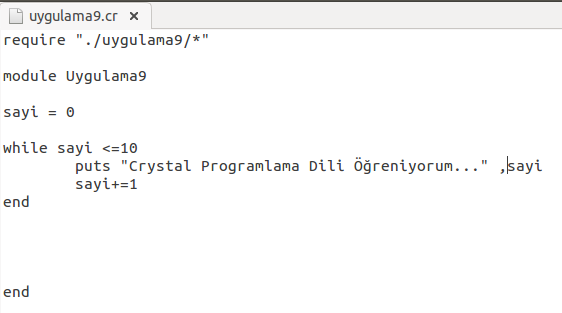 uygulama9.cr
require "./uygulama9/*"
module Uygulama9
sayi = 0
while sayi <=10
puts "Crystal Programlama Dili Öğreniyorum..." ,sayi
sayi+=1
end
end